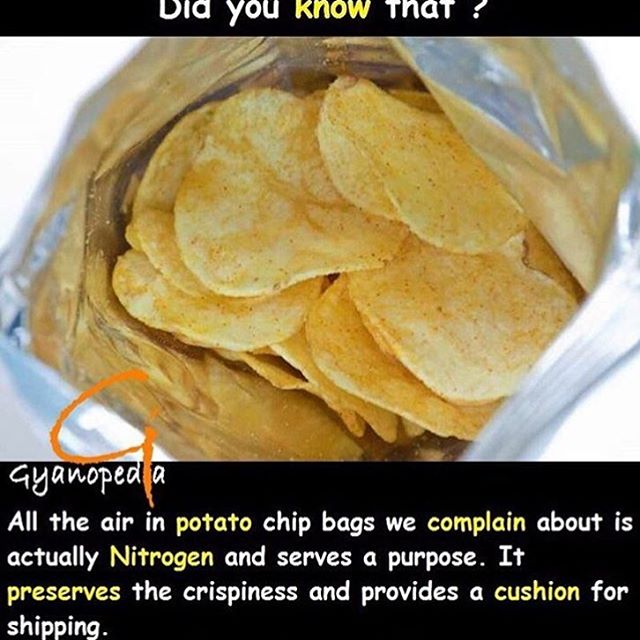 Did you know that ?
Gyanopedia
All the air in potato chip bags we complain about is
actually Nitrogen and serves a purpose. It
preserves the crispiness and provides a cushion for
shipping.